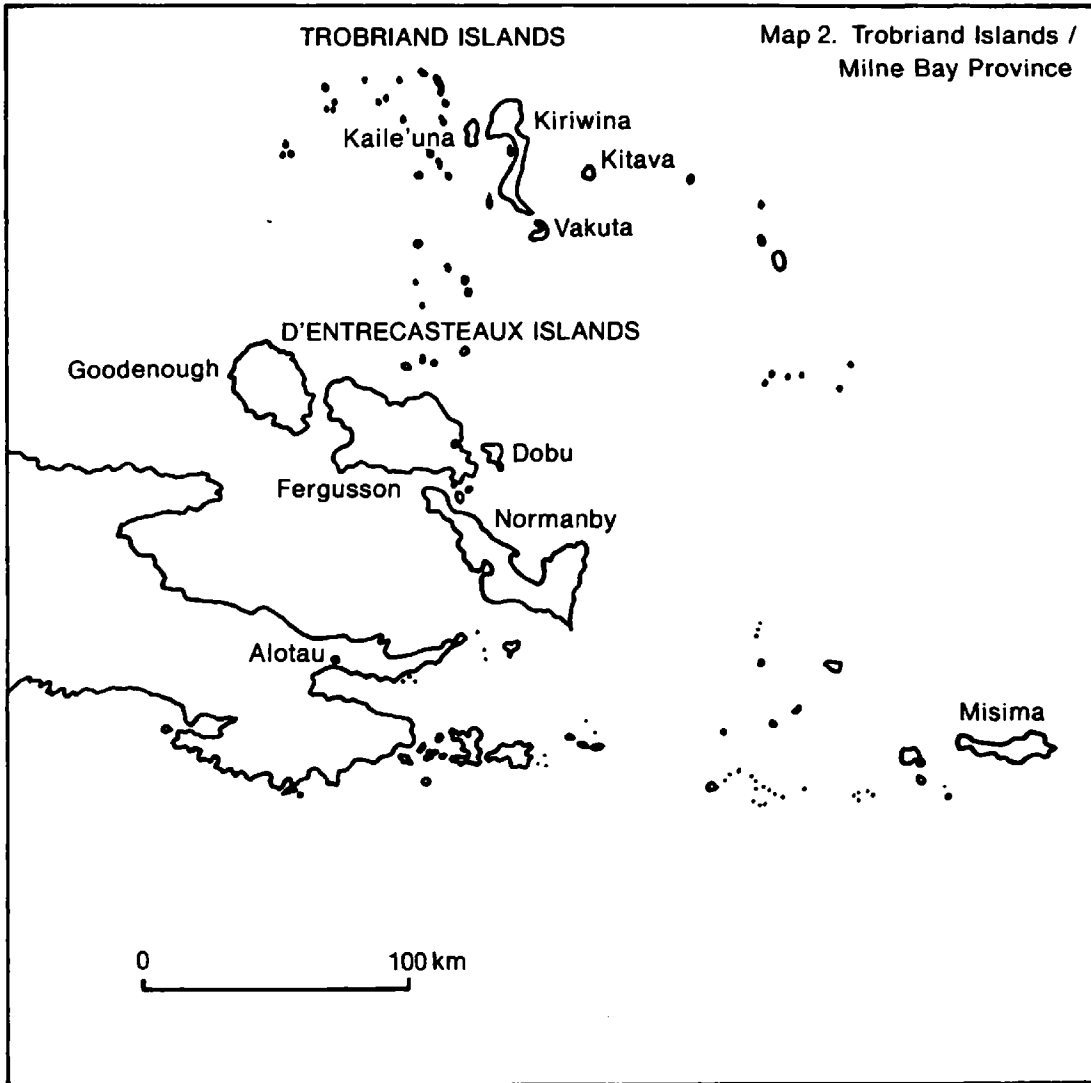 TROBRIAND ISLANDS
Map 2. Trobriand Islands /
Milne Bay Province
Kaile'una
Kiriwina
Kitava
Vakuta
D'ENTRECASTEAUX ISLANDS
Goodenough
Dobu
Fergusson
Normanby
Alotau
Misima
0
100 km